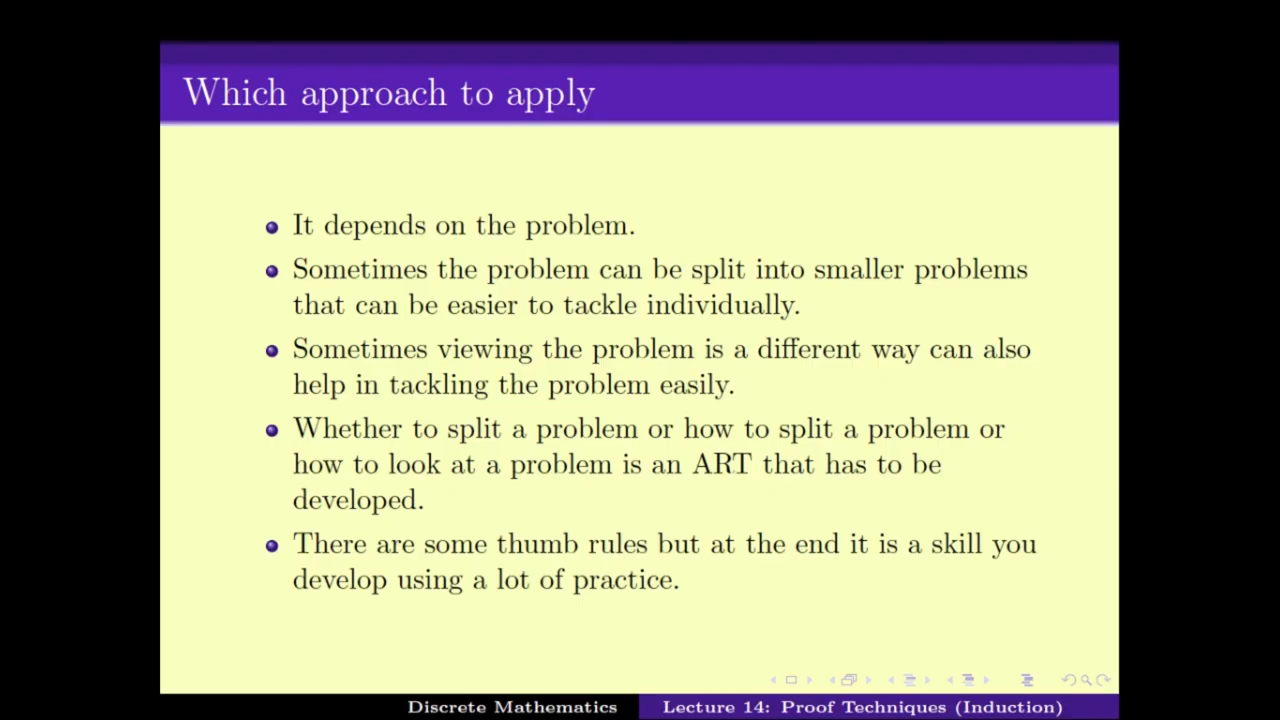 Which approach to apply
It depends on the problem.
Sometimes the problem can be split into smaller problems
that can be easier to tackle individually.
Sometimes viewing the problem is a different way can also
help in tackling the problem easily.
Whether to split a problem or how to split a problem or
how to look at a problem is an ART that has to be
developed.
There are some thumb rules but at the end it is a skill you
develop using a lot of practice.
Discrete Mathematics
Lecture 14: Proof Techniques (Induction)